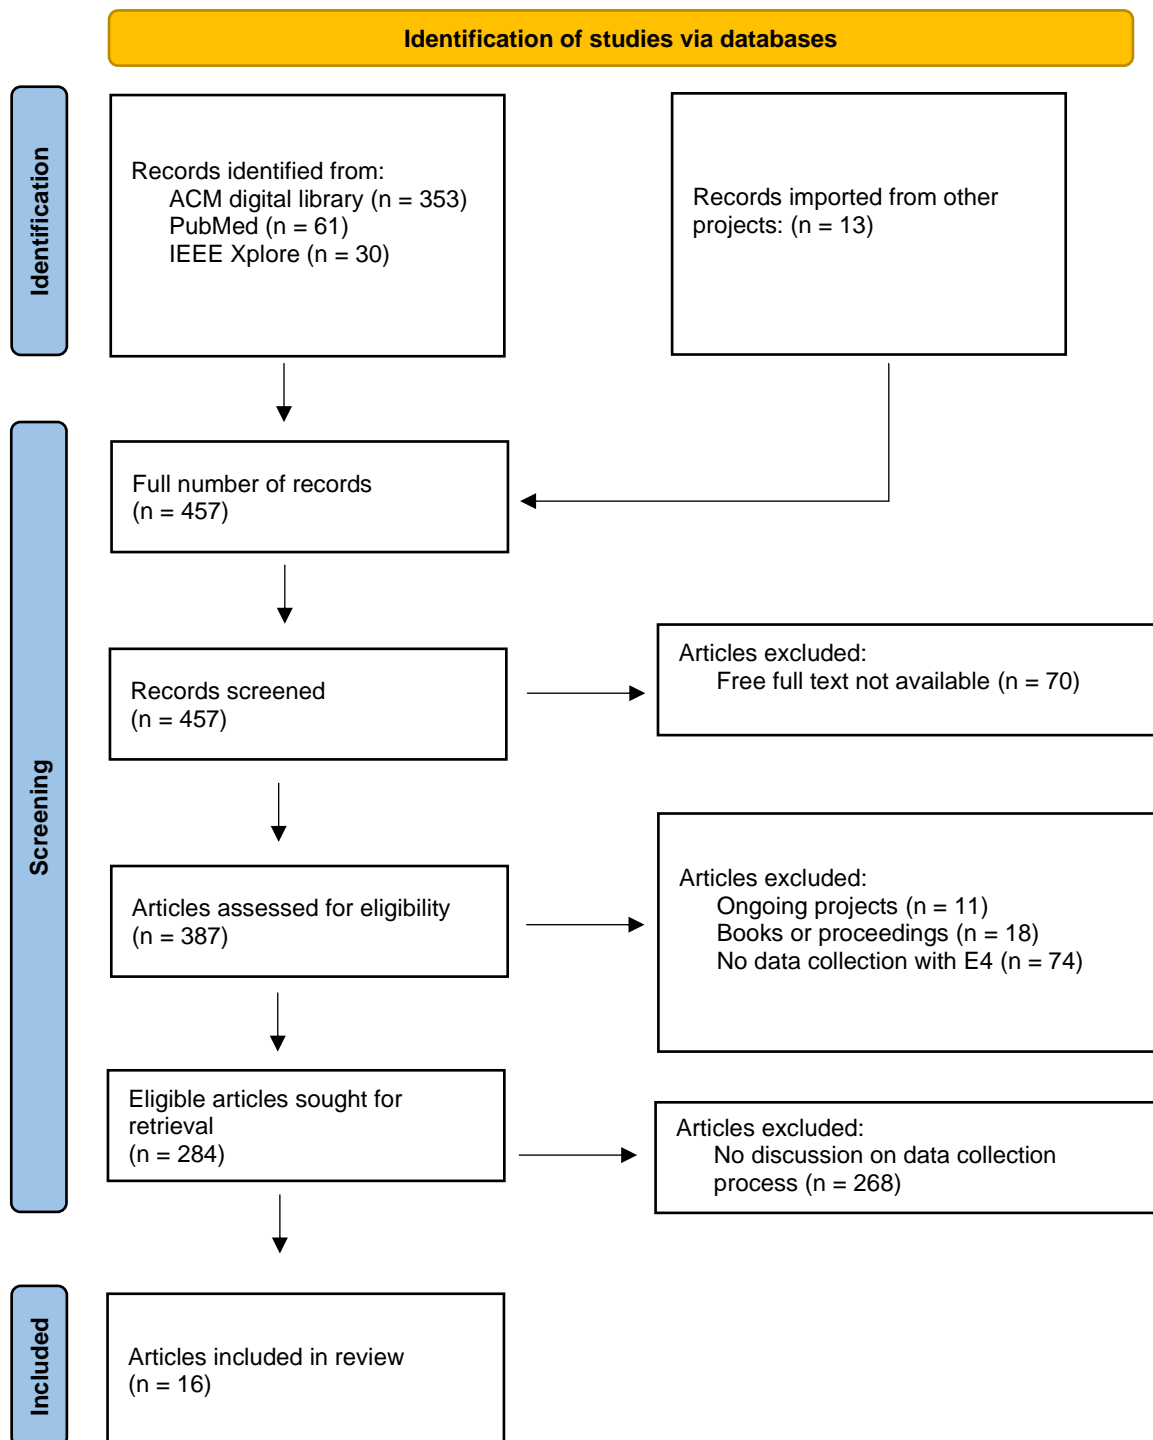 Identification of studies via databases
Identification
Records identified from:
ACM digital library (n = 353)
PubMed (n = 61)
IEEE Xplore (n = 30)
Records imported from other
projects: (n = 13)
Screening
Full number of records
(n = 457)
Records screened
(n = 457)
Articles excluded:
Free full text not available (n = 70)
Articles assessed for eligibility
(n = 387)
Articles excluded:
Ongoing projects (n = 11)
Books or proceedings (n = 18)
No data collection with E4 (n = 74)
Eligible articles sought for
retrieval
(n = 284)
Articles excluded:
No discussion on data collection
process (n = 268)
Included
Articles included in review
(n = 16)